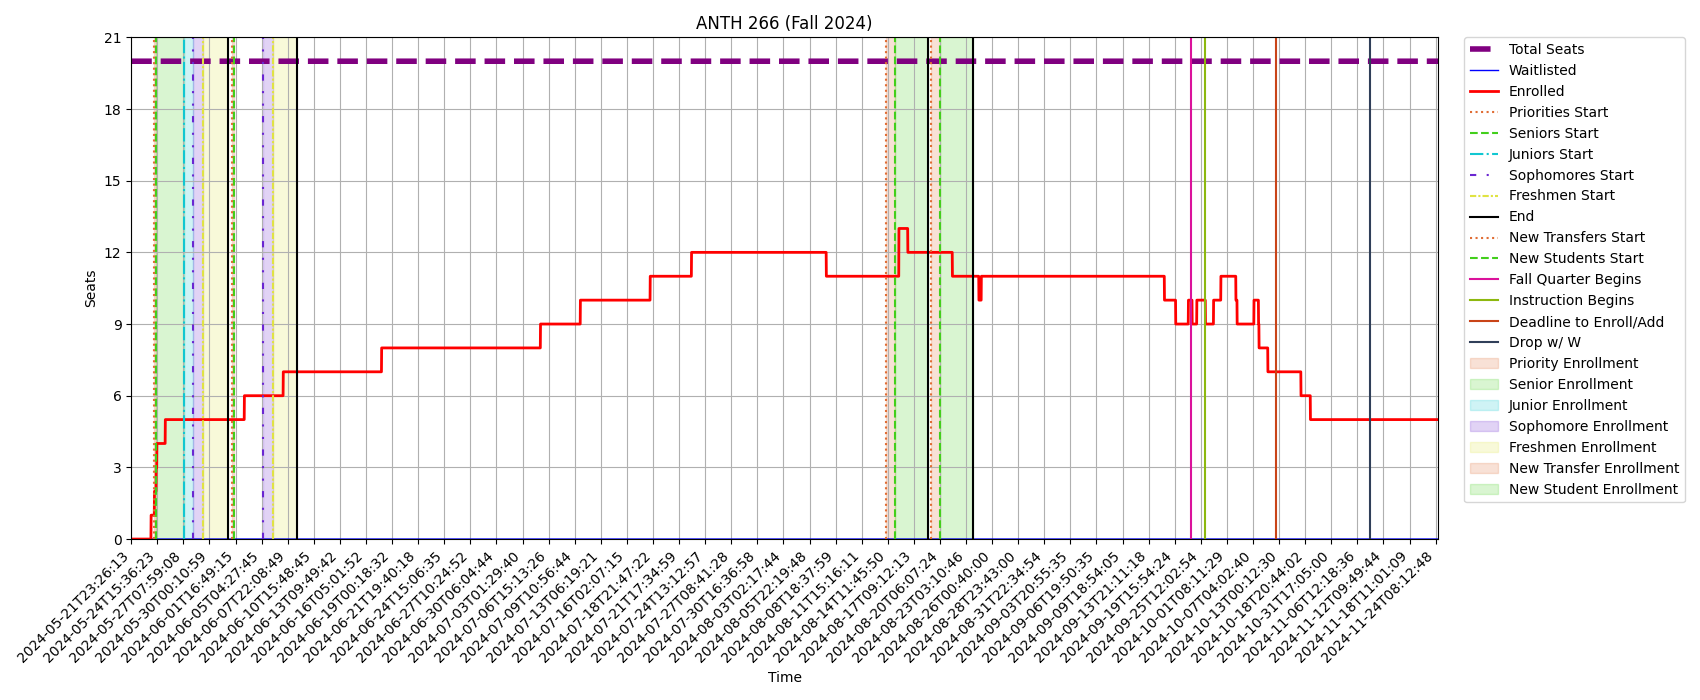 ANTH 266 (Fall 2024)
21
18
15
12
9
6
3
0
Seats
2024-05-21T23:26:13
2024-05-24T15:36:23
2024-05-27T07:59:08
2024-05-30T00:10:59
2024-06-01T16:49:15
2024-06-05T04:27:45
2024-06-07T22:08:49
2024-06-10T15:48:45
2024-06-13T09:49:42
2024-06-16T05:01:52
2024-06-19T00:18:32
2024-06-21T19:40:18
2024-06-24T15:06:35
2024-06-27T10:24:52
2024-06-30T06:04:44
2024-07-03T01:29:40
2024-07-06T15:13:26
2024-07-09T10:56:44
2024-07-13T06:19:21
2024-07-16T02:07:15
2024-07-18T21:47:22
2024-07-21T17:34:59
2024-07-24T13:12:57
2024-07-27T08:41:28
2024-07-30T16:36:58
2024-08-03T02:17:44
2024-08-05T22:19:48
2024-08-08T18:37:59
2024-08-11T15:16:11
2024-08-14T11:45:50
2024-08-17T09:12:13
2024-08-20T06:07:24
2024-08-23T03:10:46
2024-08-26T00:40:00
2024-08-28T23:43:00
2024-08-31T22:34:54
2024-09-03T20:55:35
2024-09-06T19:50:35
2024-09-09T18:54:05
2024-09-13T21:11:18
2024-09-19T15:54:24
2024-09-25T12:02:54
2024-10-01T08:11:29
2024-10-07T04:02:40
2024-10-13T00:12:30
2024-10-18T20:44:02
2024-10-31T17:05:00
2024-11-06T12:18:36
2024-11-12T09:49:44
2024-11-18T11:01:09
2024-11-24T08:12:48
Time
Total Seats
Waitlisted
Enrolled
Priorities Start
Seniors Start
Juniors Start
Sophomores Start
Freshmen Start
End
New Transfers Start
New Students Start
Fall Quarter Begins
Instruction Begins
Deadline to Enroll/Add
Drop w/ W
Priority Enrollment
Senior Enrollment
Junior Enrollment
Sophomore Enrollment
Freshmen Enrollment
New Transfer Enrollment
New Student Enrollment